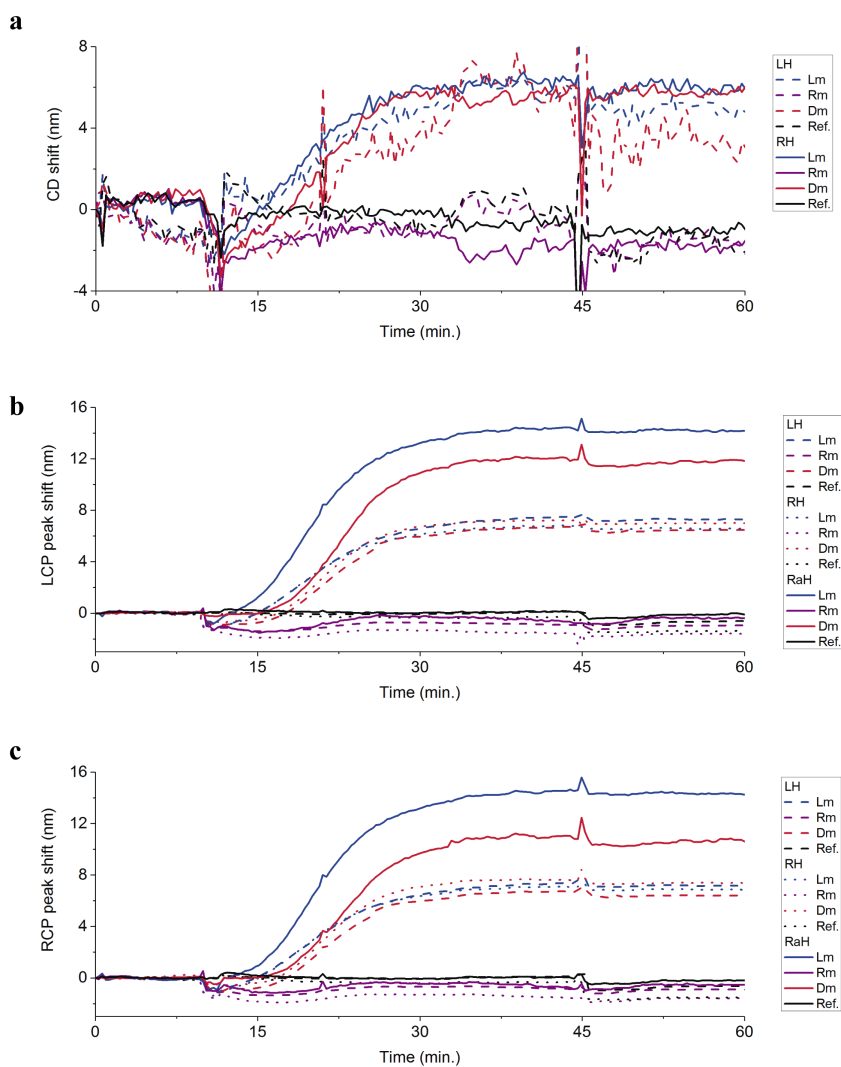 a
8
4
0
-4
CD shift (nm)
0
15
30
45
60
Time (min.)
LH
Lm
Rm
Dm
Ref.
RH
Lm
Rm
Dm
Ref.
b
16
12
8
4
0
LCP peak shift (nm)
0
15
30
45
60
Time (min.)
LH
Lm
Rm
Dm
Ref.
RH
Lm
Rm
Dm
Ref.
RaH
Lm
Rm
Dm
Ref.
c
16
12
8
4
0
RCP peak shift (nm)
0
15
30
45
60
Time (min.)
LH
Lm
Rm
Dm
Ref.
RH
Lm
Rm
Dm
Ref.
RaH
Lm
Rm
Dm
Ref.